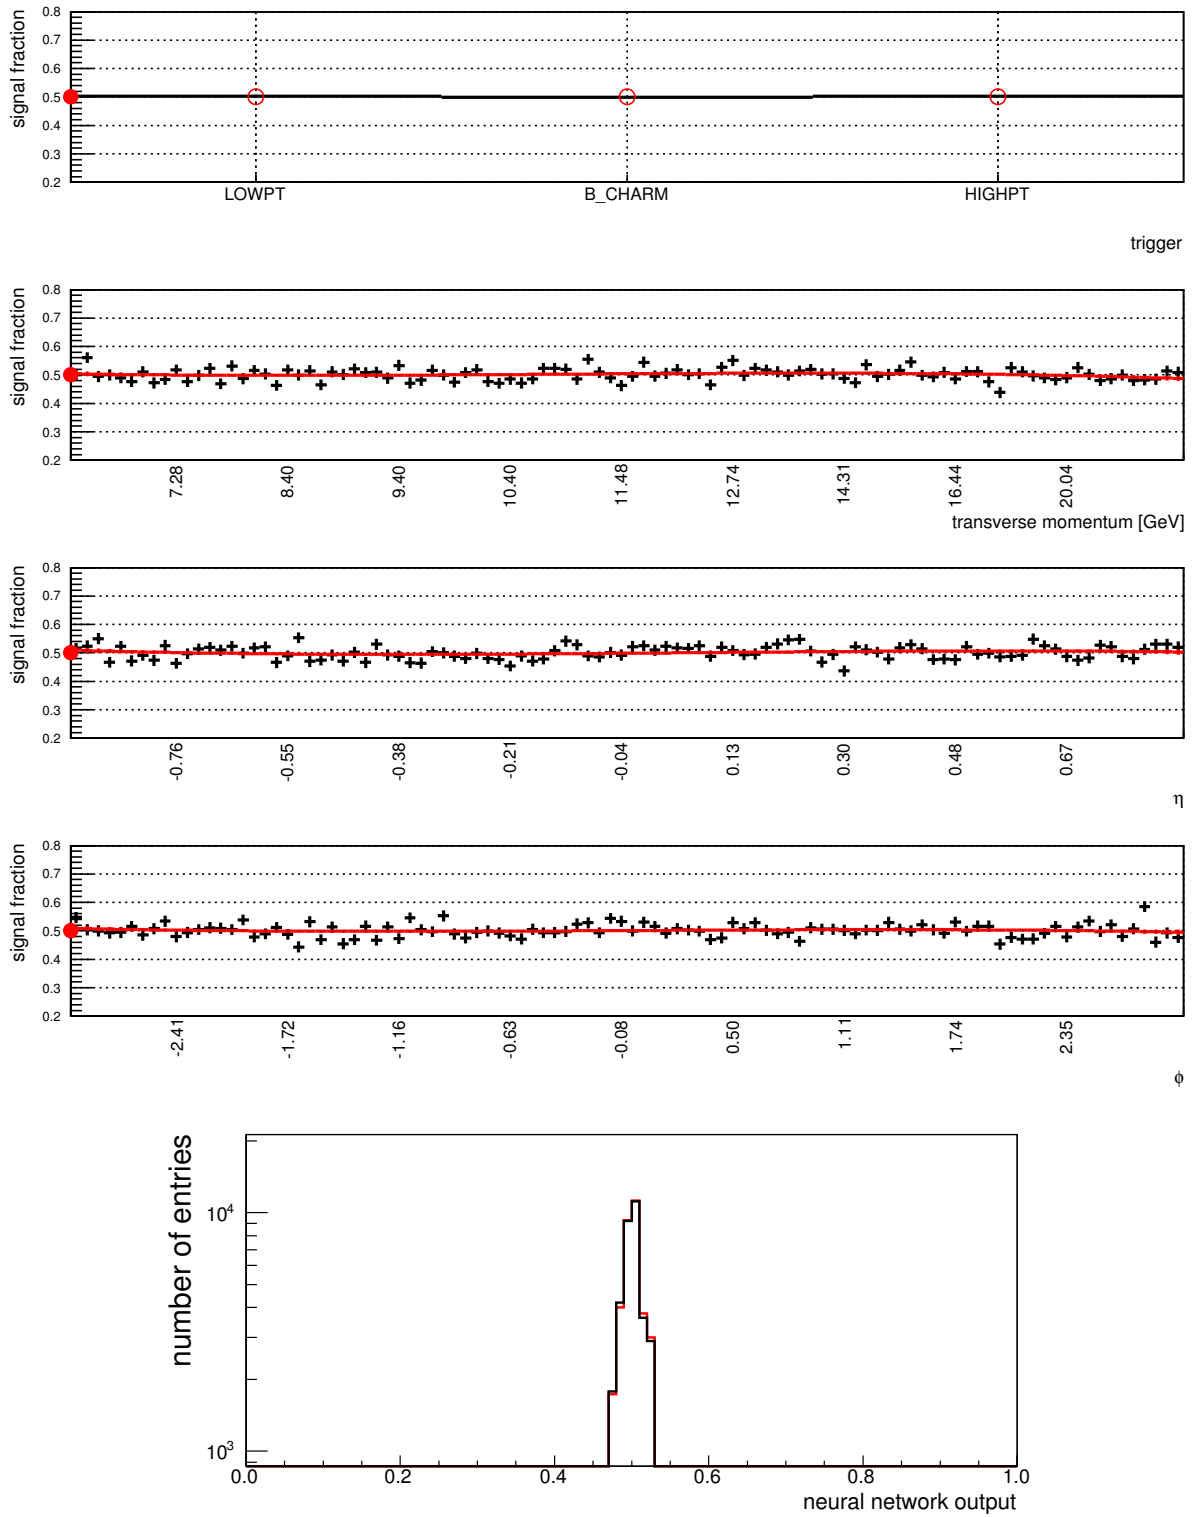 signal fraction
0.8
0.7
0.6
0.5
0.4
0.3
0.2
LOWPT B_CHARM HIGHPT
trigger
signal fraction
0.8
0.7
0.6
0.5
0.4
0.3
0.2
7.28 8.40 9.40 10.40 11.48 12.74 14.31 16.44 20.04
transverse momentum [GeV]
signal fraction
0.8
0.7
0.6
0.5
0.4
0.3
0.2
-0.76 -0.55 -0.38 -0.21 -0.04 0.13 0.30 0.48 0.67
η
signal fraction
0.8
0.7
0.6
0.5
0.4
0.3
0.2
-2.41 -1.72 -1.16 -0.63 -0.08 0.50 1.11 1.74 2.35
ϕ
number of entries
10⁴
10³
0.0 0.2 0.4 0.6 0.8 1.0
neural network output